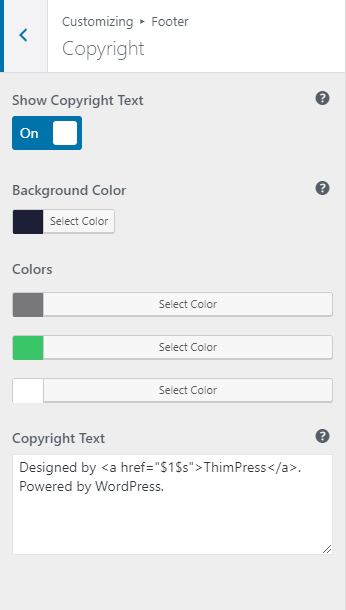 Customizing ▸ Footer
Copyright
Show Copyright Text
On
Background Color
Select Color
Colors
Select Color
Select Color
Select Color
Copyright Text
Designed by <a href="$1$s">ThimPress</a>.
Powered by WordPress.